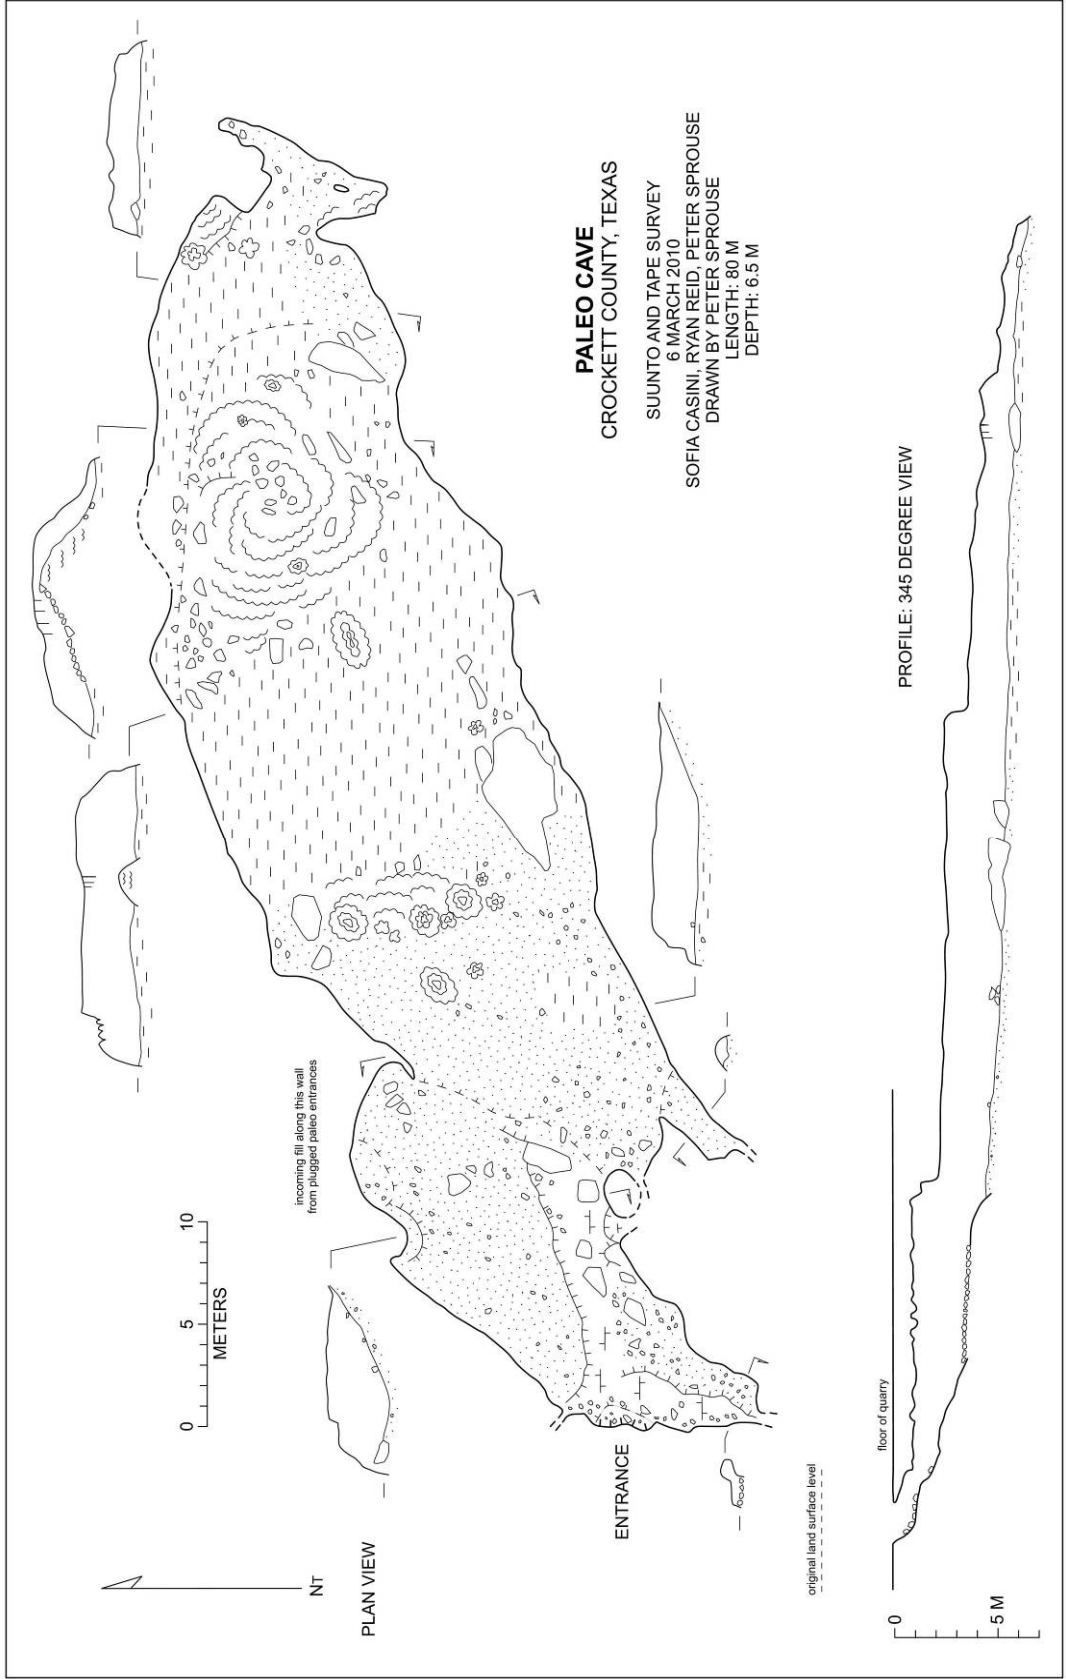 PALEO CAVE
CROCKETT COUNTY, TEXAS
SUUNTO AND TAPE SURVEY
6 MARCH 2010
SOFIA CASINI, RYAN REID, PETER SPROUSE
DRAWN BY PETER SPROUSE
LENGTH: 80 M
DEPTH: 6.5 M
PROFILE: 345 DEGREE VIEW
incoming fill along this wall
from plugged paleo entrances
0 5 10
METERS
ENTRANCE
PLAN VIEW
NT
original land surface level
floor of quarry
0
5 M